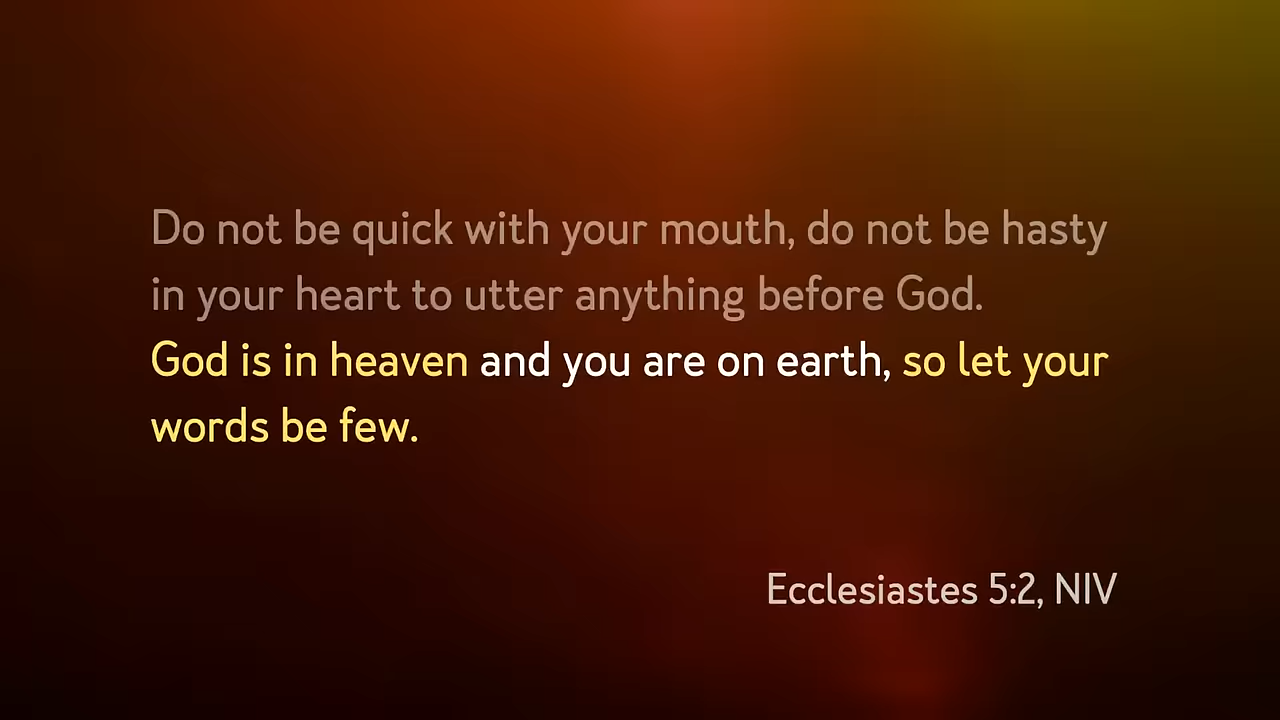 Do not be quick with your mouth, do not be hasty
in your heart to utter anything before God.
God is in heaven and you are on earth, so let your
words be few.
Ecclesiastes 5:2, NIV